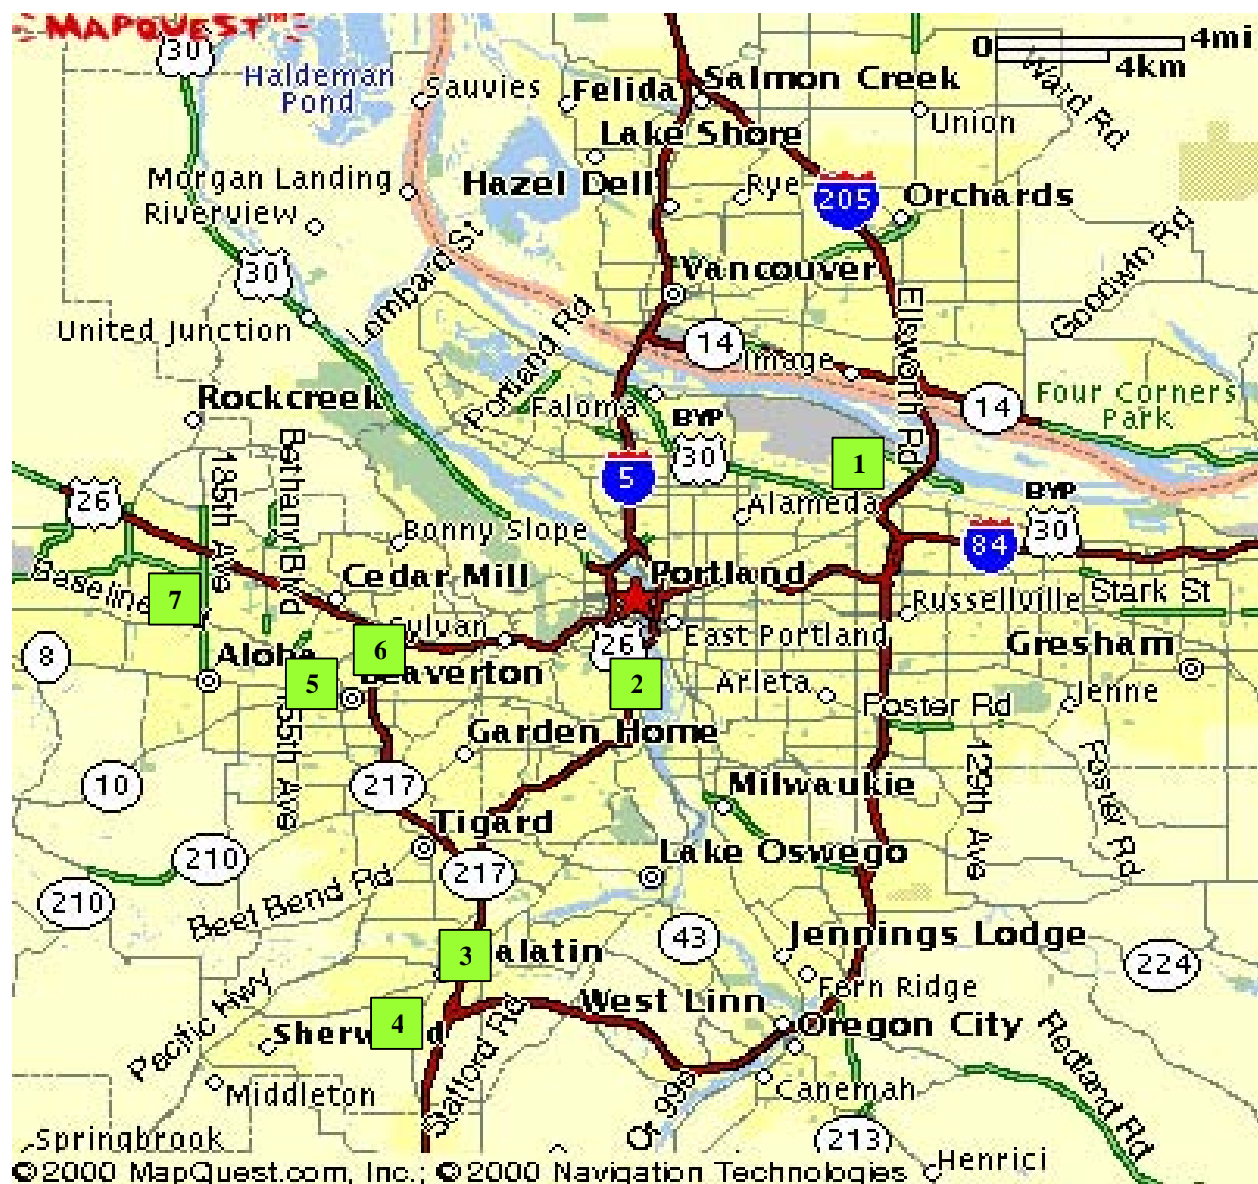 MAPQUEST™
0 4mi
4km
30
Haldeman
Pond
Sauvies
Felida
Salmon Creek
Ward Rd
Union
Lake Shore
Morgan Landing
Hazel Dell
Rye
205
Orchards
Riverview
Lombard St
Goodwin Rd
30
Vancouver
United Junction
Portland Rd
14
Image
Ellsworth Rd
Rockcreek
Faloma
BYP
30
14
Four Corners
Park
185th Ave
Bethany Blvd
5
1
26
Alameda
BYP
30
Bonny Slope
84
Baseline
7
Cedar Mill
Portland
Stark St
Russellville
8
Sylvan
26
East Portland
Gresham
Aloha
6
5
Beaverton
2
Arleta
Jenne
Foster Rd
155th Ave
Garden Home
129th Ave
Foster Rd
10
217
Milwaukie
Tigard
210
217
Lake Oswego
210
Beef Bend Rd
43
Jennings Lodge
3
alatin
224
Fern Ridge
Pacific Hwy
4
West Linn
Sherwood
Stafford Rd
Oregon City
Redland Rd
Middleton
Or 99E
Canemah
Springbrook
213
Henrici
©2000 MapQuest.com, Inc.; ©2000 Navigation Technologies